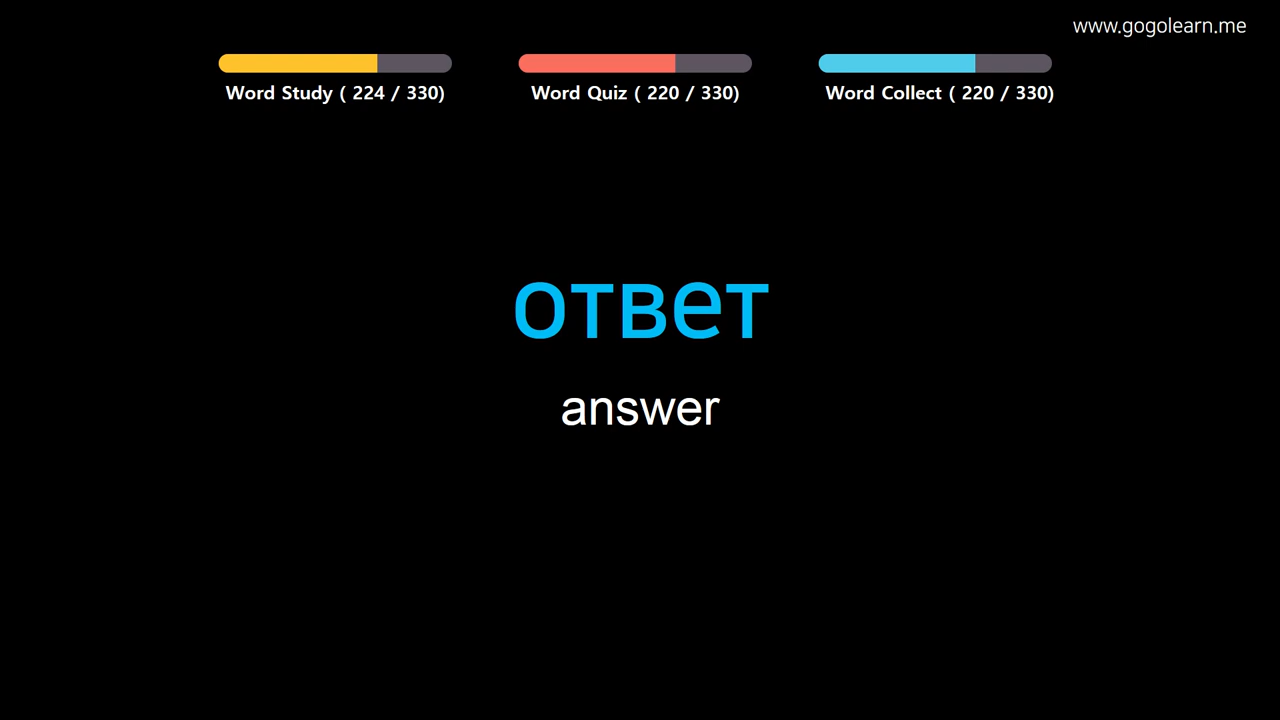 www.gogolearn.me
Word Study ( 224 / 330)
Word Quiz ( 220 / 330)
Word Collect ( 220 / 330)
ответ
answer